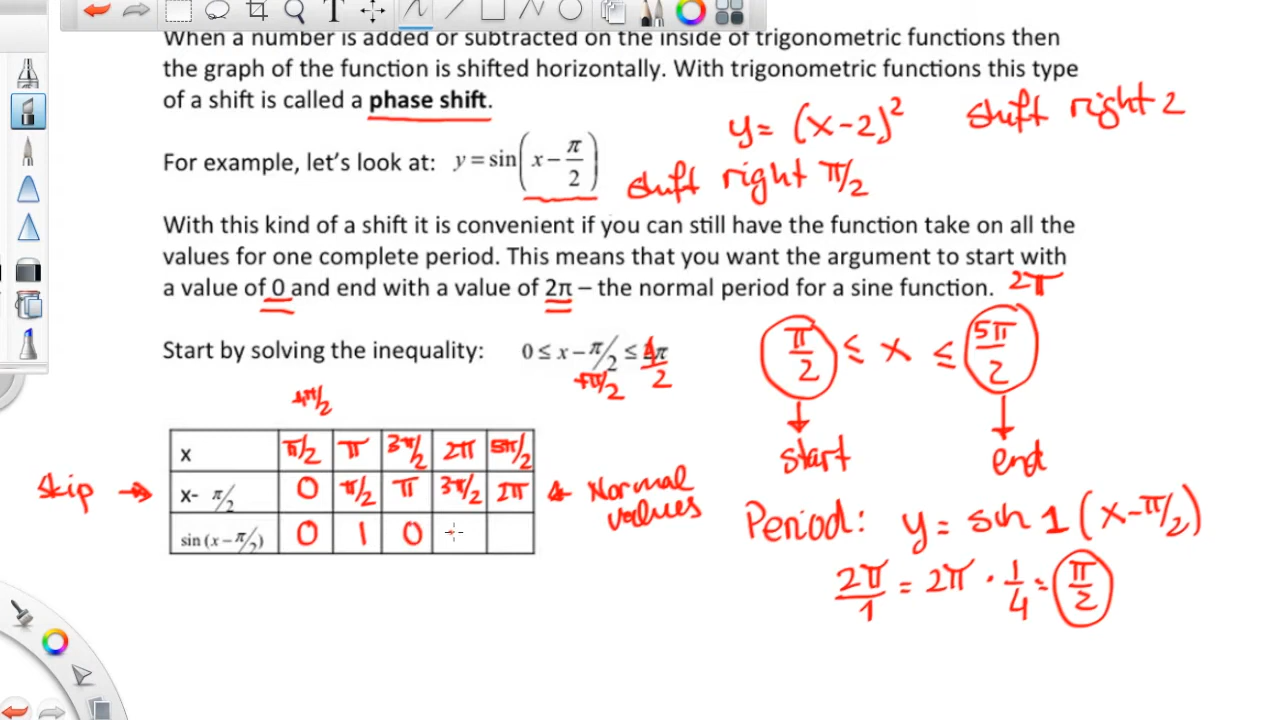 When a number is added or subtracted on the inside of trigonometric functions then
the graph of the function is shifted horizontally. With trigonometric functions this type
of a shift is called a phase shift.
y= (x-2)² shift right 2
For example, let's look at: y = sin(x − π/2)
shift right π/2
With this kind of a shift it is convenient if you can still have the function take on all the
values for one complete period. This means that you want the argument to start with
a value of 0 and end with a value of 2π – the normal period for a sine function. 2π
Start by solving the inequality: 0 ≤ x − π/2 ≤ 4π/2
+π/2
π/2 ≤ x ≤ 5π/2
start end
+π/2
x π/2 π 3π/2 2π 5π/2
Skip → x- π/2 0 π/2 π 3π/2 2π ← Normal values
sin (x − π/2) 0 1 0
Period: y= sin 1 (x-π/2)
2π/1 = 2π · 1/4 = π/2